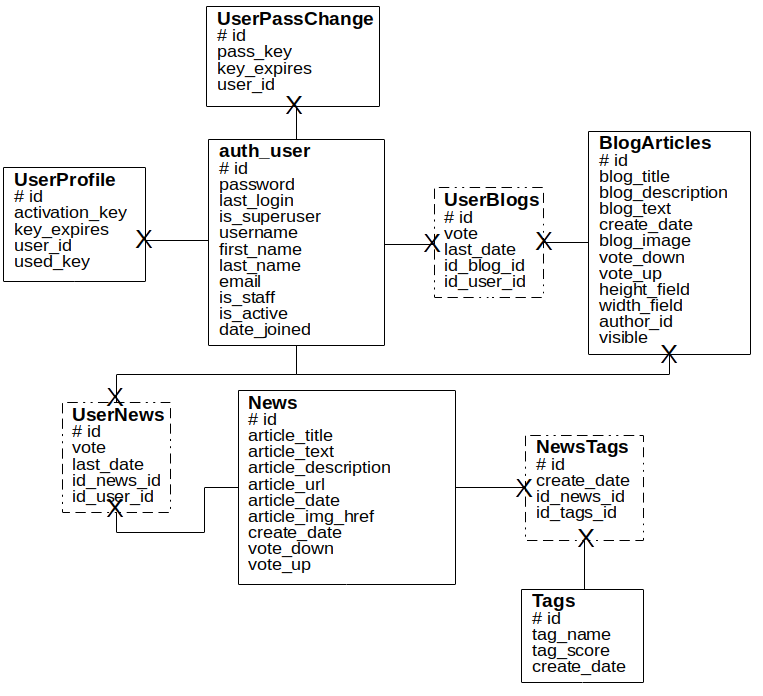 UserPassChange
# id
pass_key
key_expires
user_id
auth_user
# id
password
last_login
is_superuser
username
first_name
last_name
email
is_staff
is_active
date_joined
UserProfile
# id
activation_key
key_expires
user_id
used_key
UserBlogs
# id
vote
last_date
id_blog_id
id_user_id
BlogArticles
# id
blog_title
blog_description
blog_text
create_date
blog_image
vote_down
vote_up
height_field
width_field
author_id
visible
UserNews
# id
vote
last_date
id_news_id
id_user_id
News
# id
article_title
article_text
article_description
article_url
article_date
article_img_href
create_date
vote_down
vote_up
NewsTags
# id
create_date
id_news_id
id_tags_id
Tags
# id
tag_name
tag_score
create_date